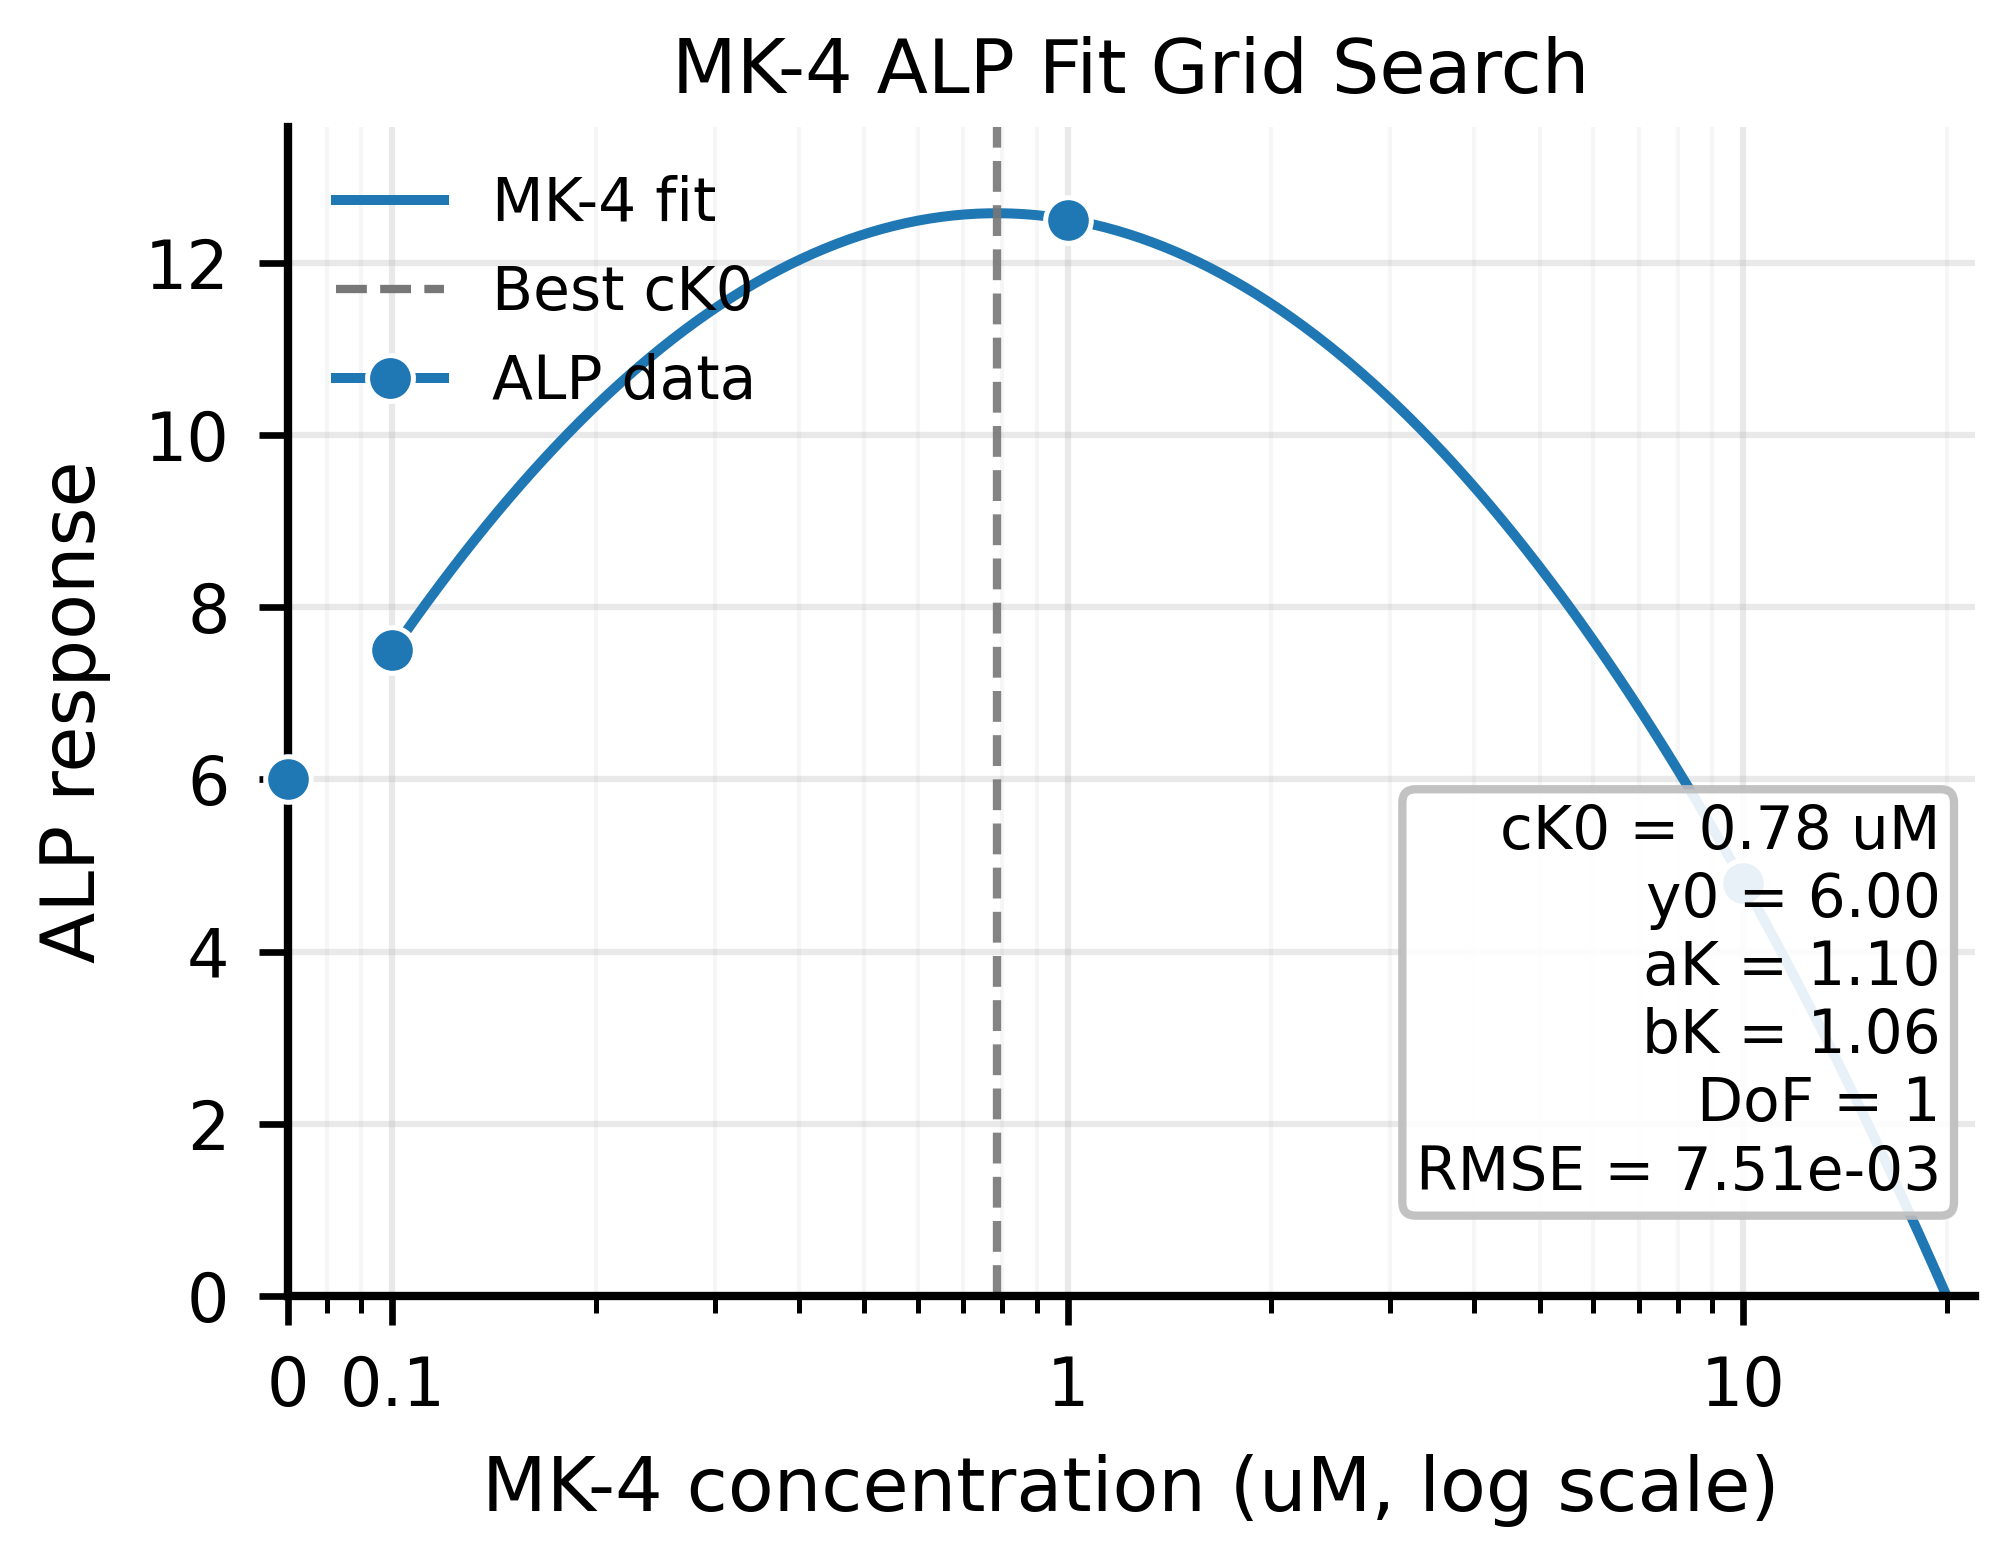 MK-4 ALP Fit Grid Search
MK-4 fit
Best cK0
ALP data
ALP response
12
10
8
6
4
2
0
cK0 = 0.78 uM
y0 = 6.00
aK = 1.10
bK = 1.06
DoF = 1
RMSE = 7.51e-03
0 0.1 1 10
MK-4 concentration (uM, log scale)